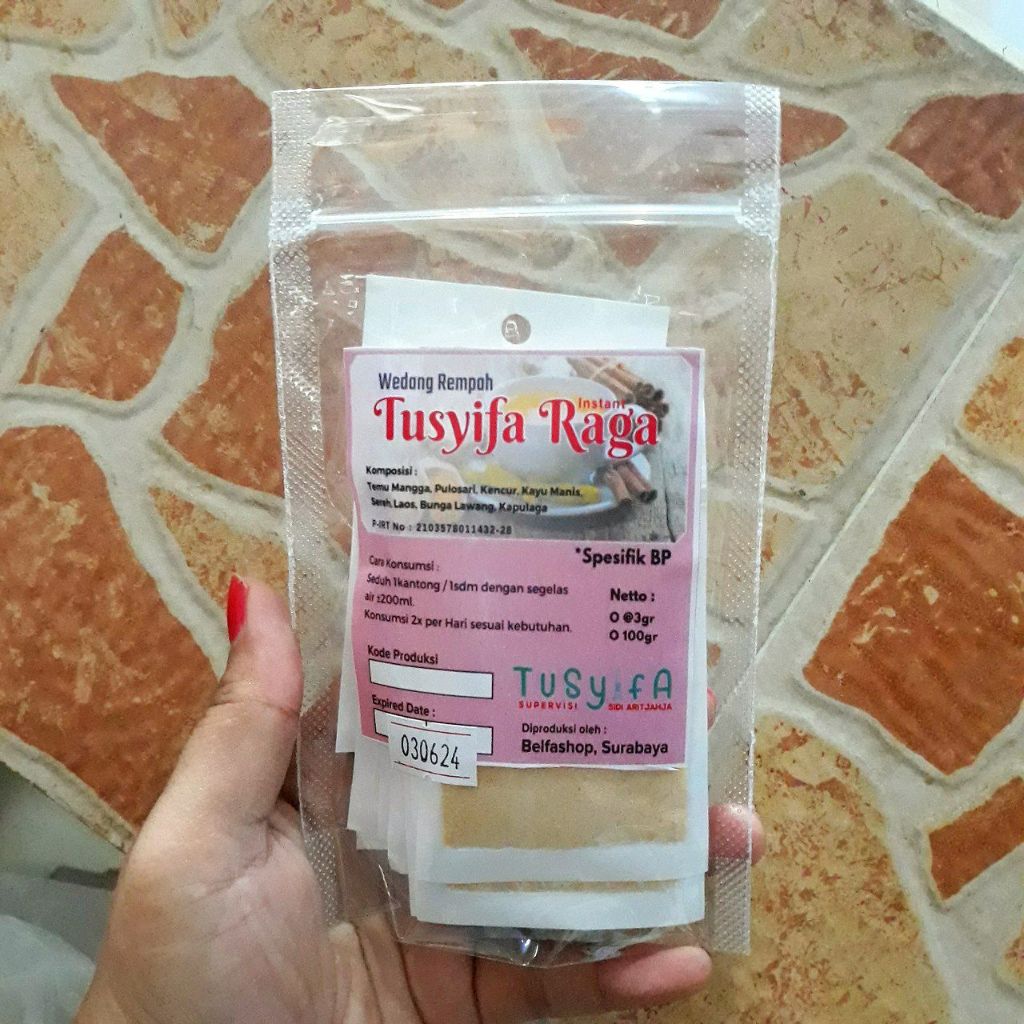 Wedang Rempah
Instant
Tusyifa Raga
Komposisi :
Temu Mangga, Pulosari, Kencur, Kayu Manis,
Sereh, Laos, Bunga Lawang, Kapulaga
P-IRT No : 2103578011432-28
*Spesifik BP
Cara Konsumsi :
Seduh 1kantong / 1sdm dengan segelas
air ±200ml.
Konsumsi 2x per Hari sesuai kebutuhan.
Netto :
O @3gr
O 100gr
Kode Produksi
TuSyifA
SUPERVISI SIDI ARITJAHJA
Expired Date :
030624
Diproduksi oleh :
Belfashop, Surabaya